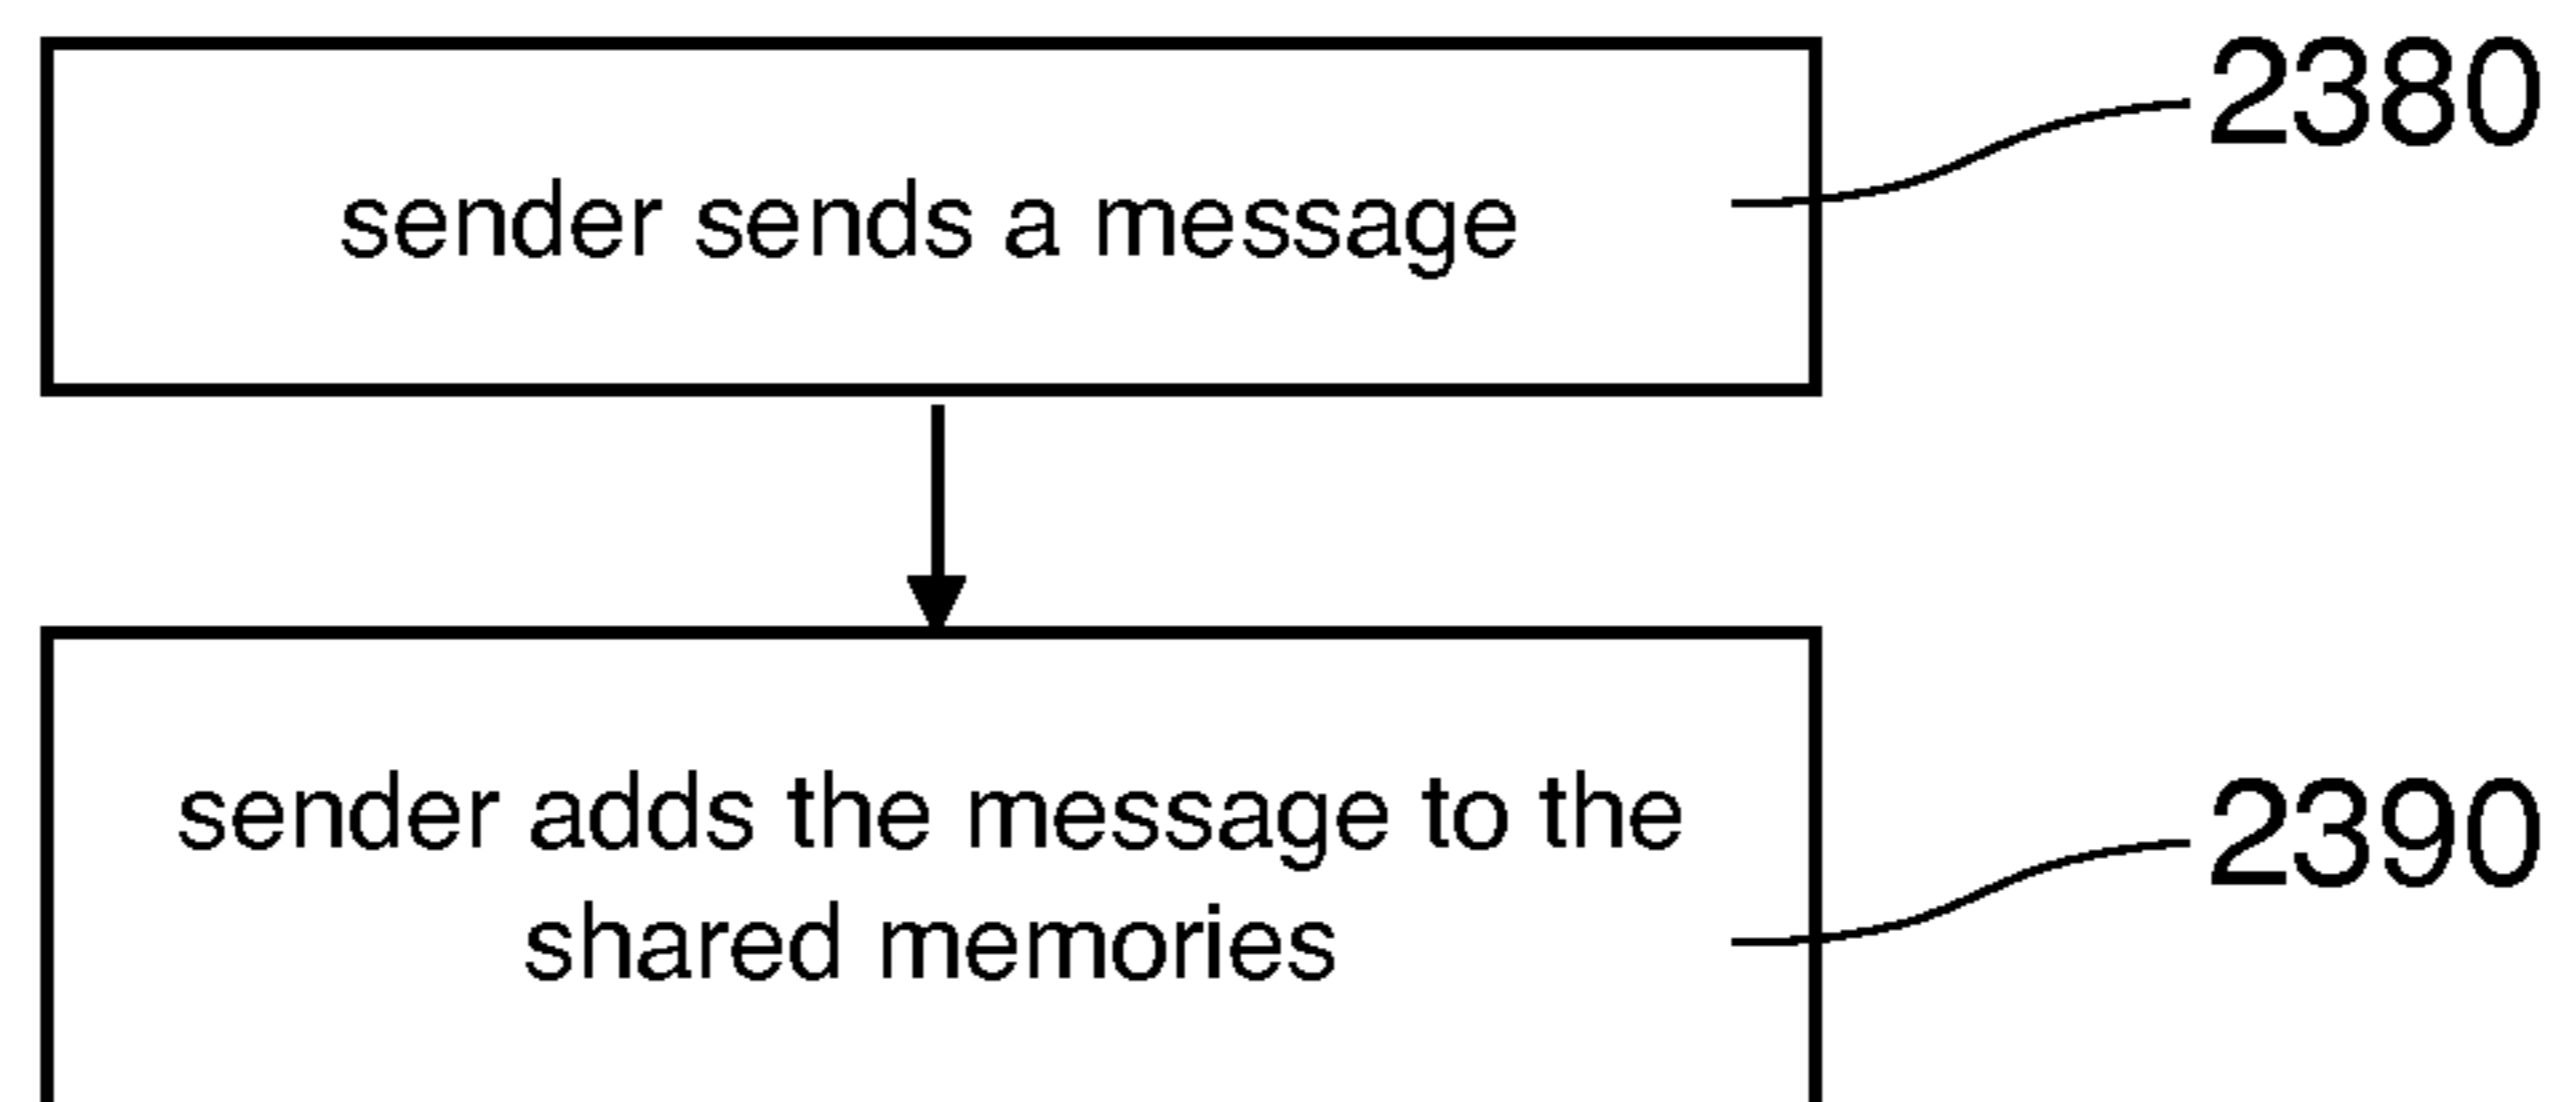 2380
sender sends a message
sender adds the message to the
shared memories
2390